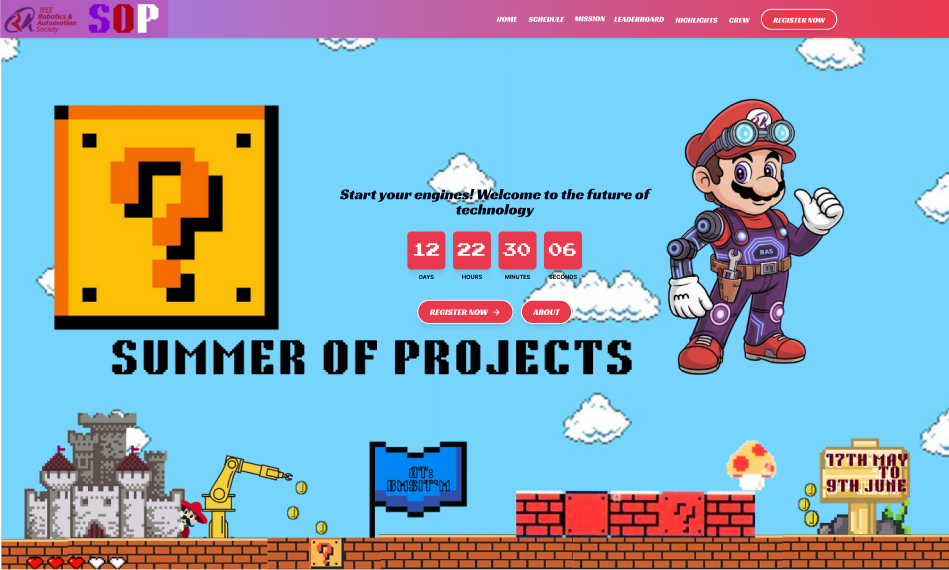 IEEE
Robotics &
Automation
Society
SOP
HOME SCHEDULE MISSION LEADERBOARD HIGHLIGHTS CREW REGISTER NOW
Start your engines! Welcome to the future of
technology
12 22 30 06
DAYS HOURS MINUTES SECONDS
REGISTER NOW → ABOUT
RAS
SUMMER OF PROJECTS
AT:
BMSIT'M
17TH MAY
TO
9TH JUNE